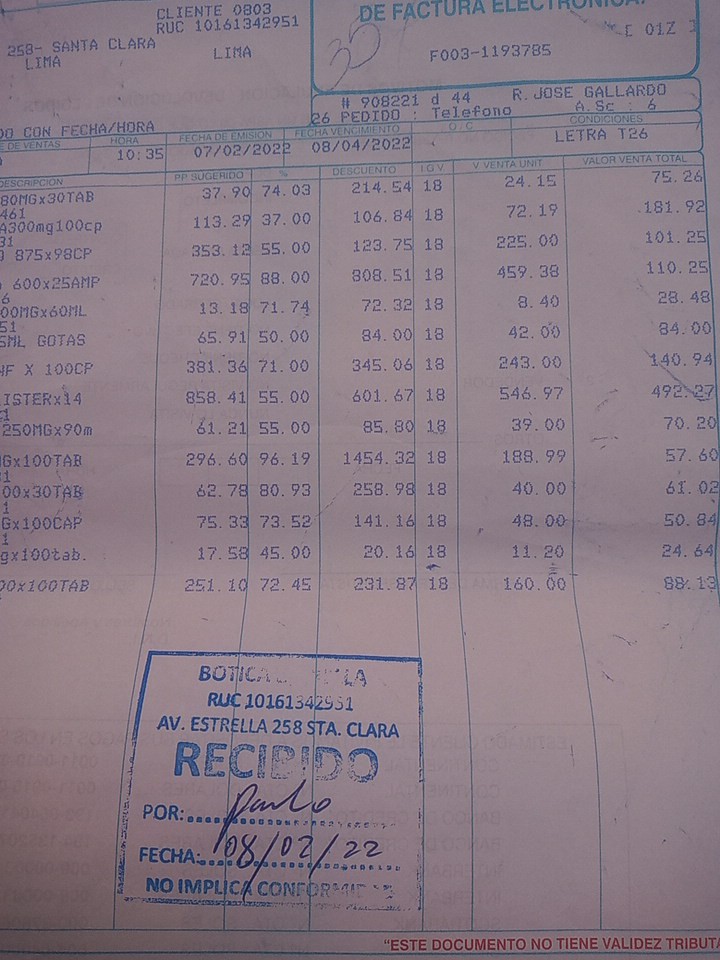 CLIENTE 0803
DE FACTURA ELECTRONICA.
RUC 10161342951
35
[ 01Z ]
258- SANTA CLARA
LIMA LIMA
F003-1193785
# 908221 d 44 R. JOSE GALLARDO
26 PEDIDO : Telefono A.Sc : 6
DO CON FECHA/HORA
E DE VENTAS HORA FECHA DE EMISION FECHA VENCIMIENTO O / C CONDICIONES
10:35 07/02/2022 08/04/2022 LETRA T26
DESCRIPCION PP. SUGERIDO % DESCUENTO I G V V. VENTA UNIT VALOR VENTA TOTAL
80MGx30TAB 37.90 74.03 214.54 18 24.15 75.26
461
A300mg100cp 113.29 37.00 106.84 18 72.19 181.92
31
875x98CP 353.12 55.00 123.75 18 225.00 101.25
600x25AMP 720.95 88.00 808.51 18 459.38 110.25
6
00MGx60ML 13.18 71.74 72.32 18 8.40 28.48
51
5ML GOTAS 65.91 50.00 84.00 18 42.00 84.00
NF X 100CP 381.36 71.00 345.06 18 243.00 140.94
LISTERx14 858.41 55.00 601.67 18 546.97 492.27
1
250MGx90m 61.21 55.00 85.80 18 39.00 70.20
MGx100TAB 296.60 96.19 1454.32 18 188.99 57.60
31
00x30TAB 62.78 80.93 258.98 18 40.00 61.02
1
Gx100CAP 75.33 73.52 141.16 18 48.00 50.84
1
gx100tab. 17.58 45.00 20.16 18 11.20 24.64
00x100TAB 251.10 72.45 231.87 18 160.00 88.13
BOTICA
RUC 10161342951
AV. ESTRELLA 258 STA. CLARA
RECIBIDO
POR:
FECHA: 08/02/22
NO IMPLICA CONFORMIDAD
"ESTE DOCUMENTO NO TIENE VALIDEZ TRIBUTA